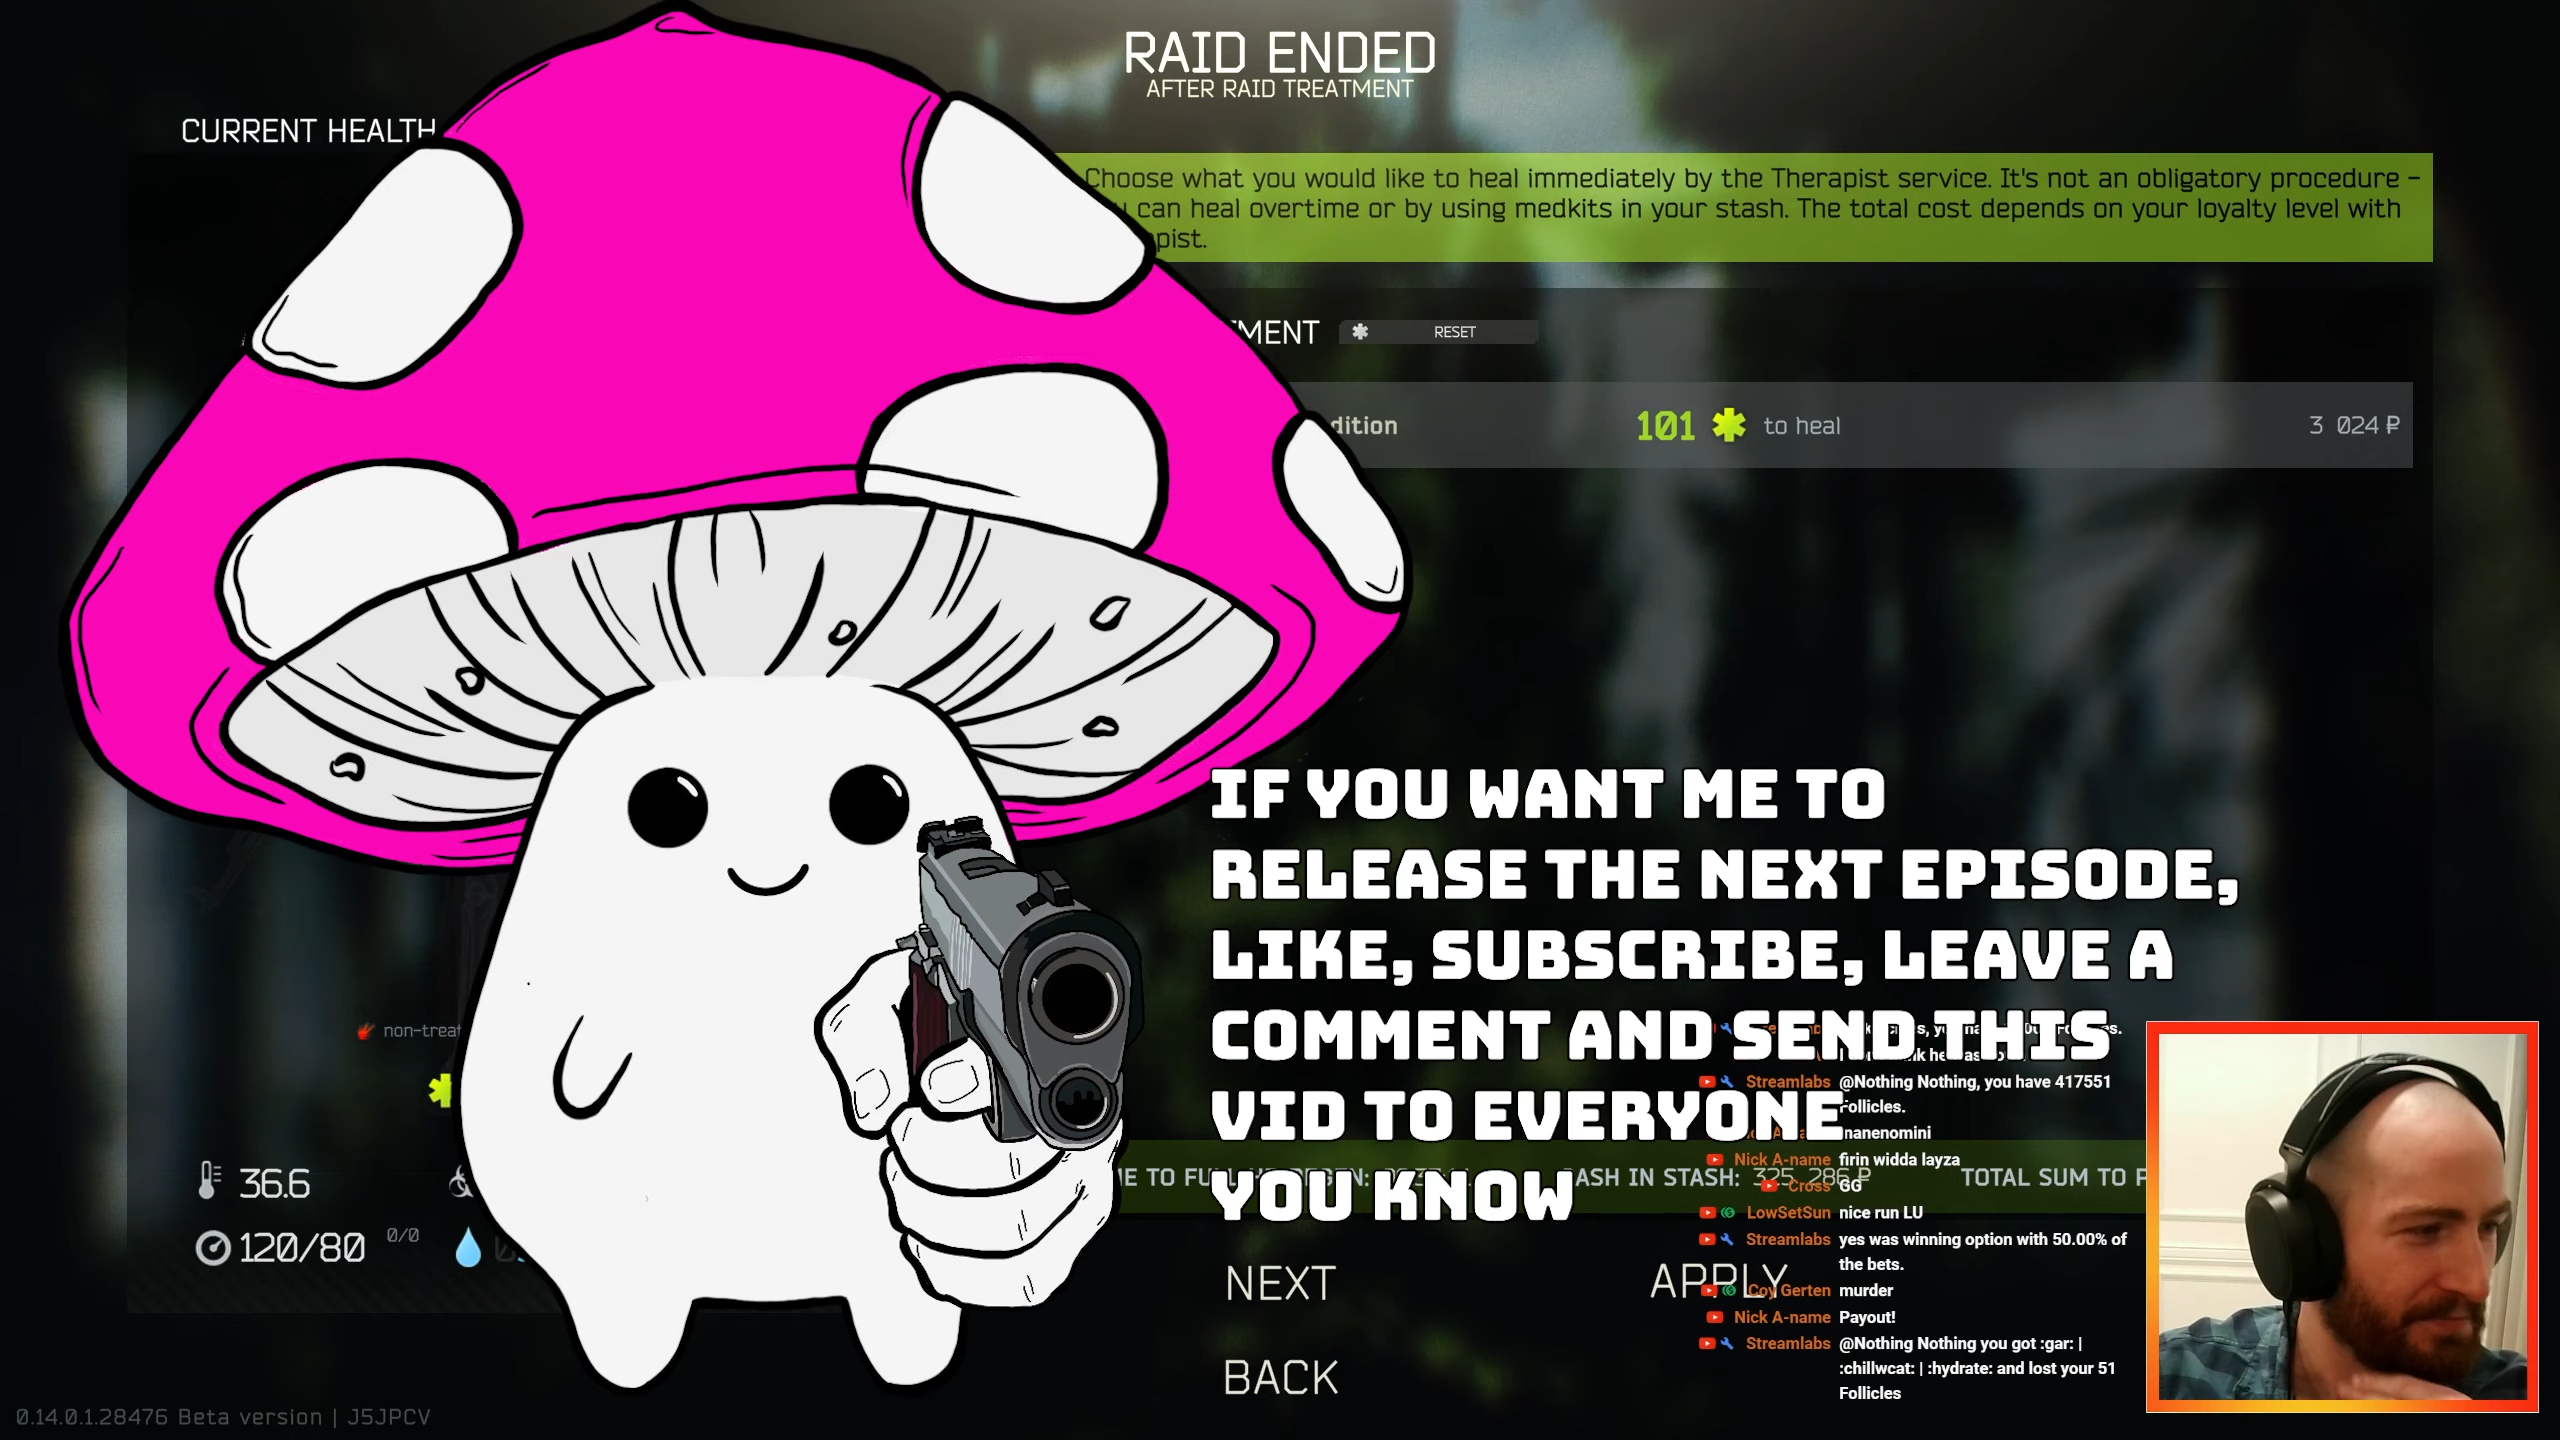 RAID ENDED
AFTER RAID TREATMENT
CURRENT HEALTH
Choose what you would like to heal immediately by the Therapist service. It's not an obligatory procedure –
can heal overtime or by using medkits in your stash. The total cost depends on your loyalty level with
RESET
101 to heal 3 024 ₽
IF YOU WANT ME TO
RELEASE THE NEXT EPISODE,
LIKE, SUBSCRIBE, LEAVE A
COMMENT AND SEND THIS
VID TO EVERYONE
YOU KNOW
Streamlabs @Nothing Nothing, you have 417551
Follicles.
nanenomini
Nick A-name firin widda layza
Cross GG
LowSetSun nice run LU
Streamlabs yes was winning option with 50.00% of
the bets.
Coy Gerten murder
Nick A-name Payout!
Streamlabs @Nothing Nothing you got :gar: |
:chillwcat: | :hydrate: and lost your 51
Follicles
36.6
120/80 0/0
STASH: 325 286 ₽
TOTAL SUM TO
NEXT
APPLY
BACK
0.14.0.1.28476 Beta version | J5JPCV